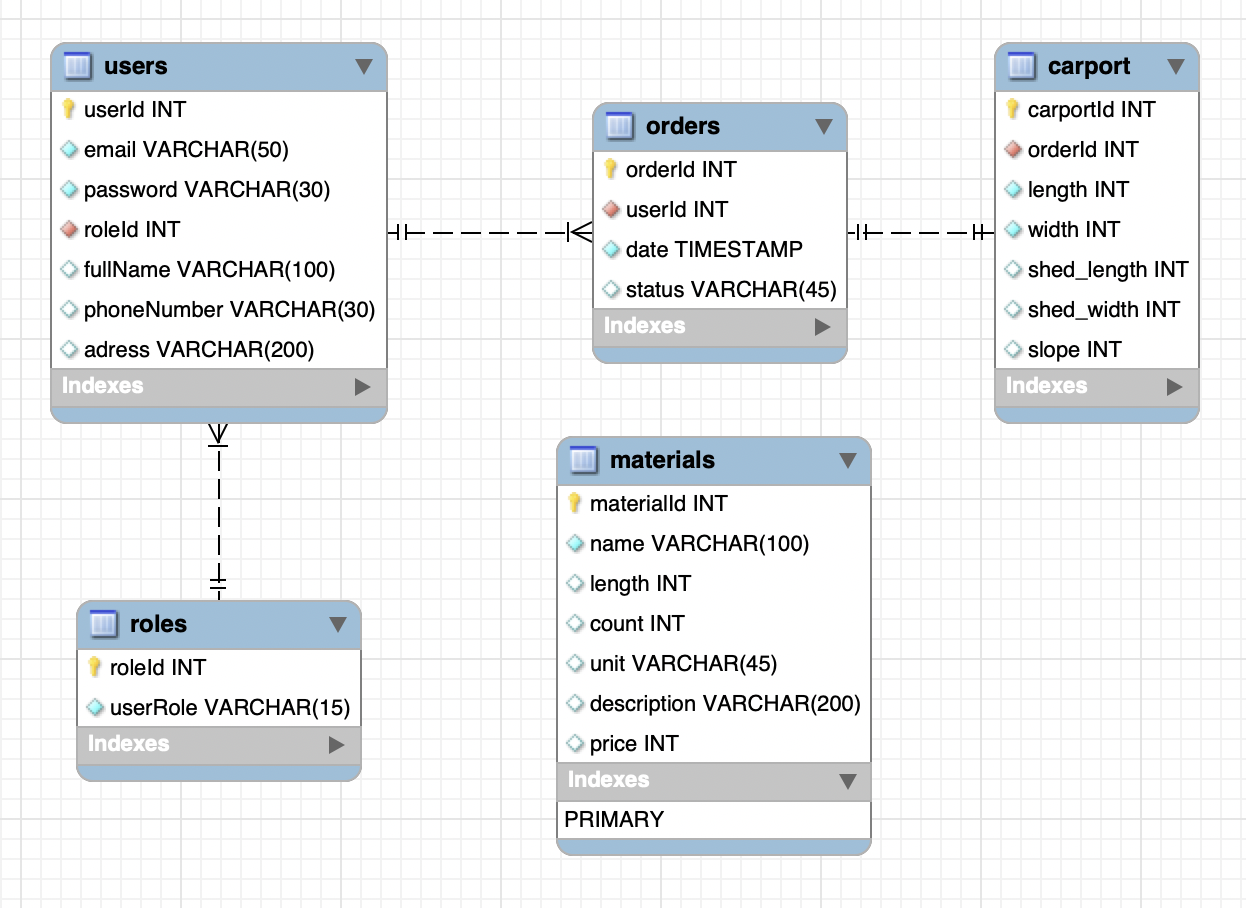 users
userId INT
email VARCHAR(50)
password VARCHAR(30)
roleId INT
fullName VARCHAR(100)
phoneNumber VARCHAR(30)
adress VARCHAR(200)
Indexes
orders
orderId INT
userId INT
date TIMESTAMP
status VARCHAR(45)
Indexes
carport
carportId INT
orderId INT
length INT
width INT
shed_length INT
shed_width INT
slope INT
Indexes
materials
materialId INT
name VARCHAR(100)
length INT
count INT
unit VARCHAR(45)
description VARCHAR(200)
price INT
Indexes
PRIMARY
roles
roleId INT
userRole VARCHAR(15)
Indexes